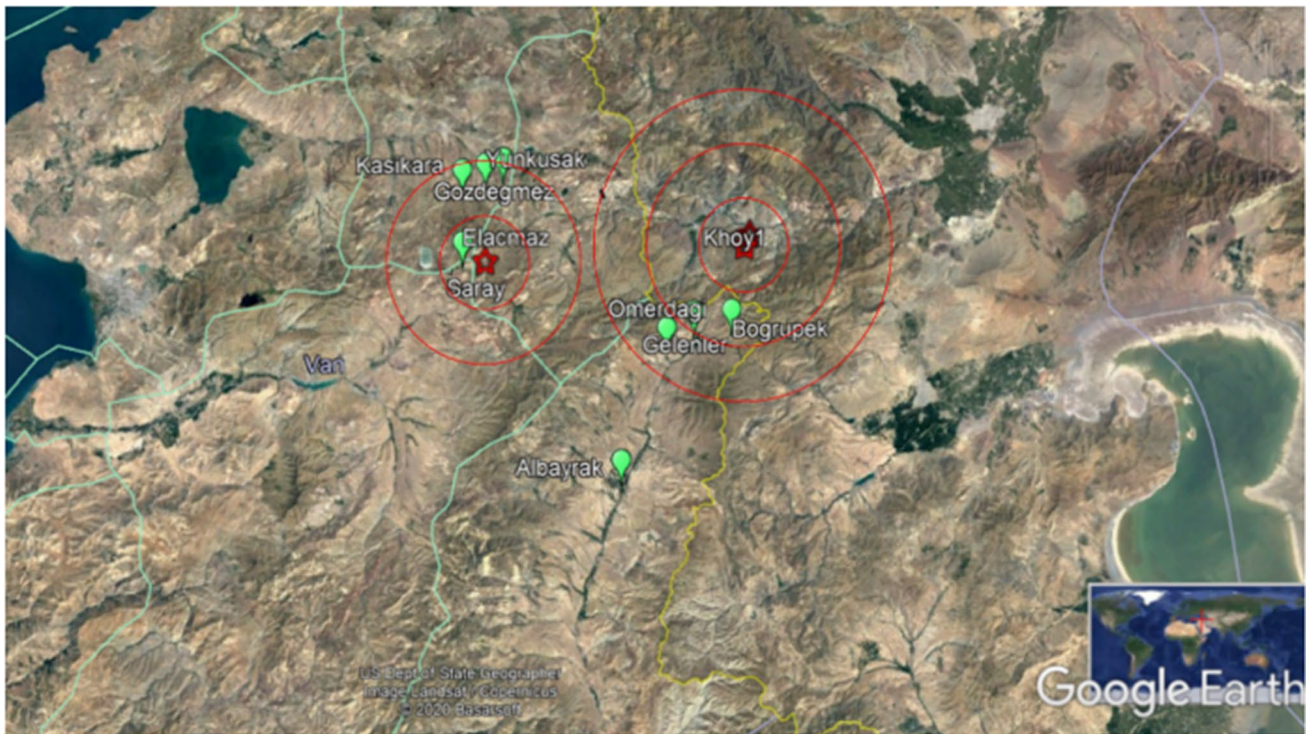 Kasikara
Yunkusak
Gozdegmez
Elacmaz
Saray
Khoy1
Omerdagi
Bogrupek
Gelenler
Van
Albayrak
US Dept of State Geographer
Image Landsat / Copernicus
© 2020 Basarsoft
Google Earth